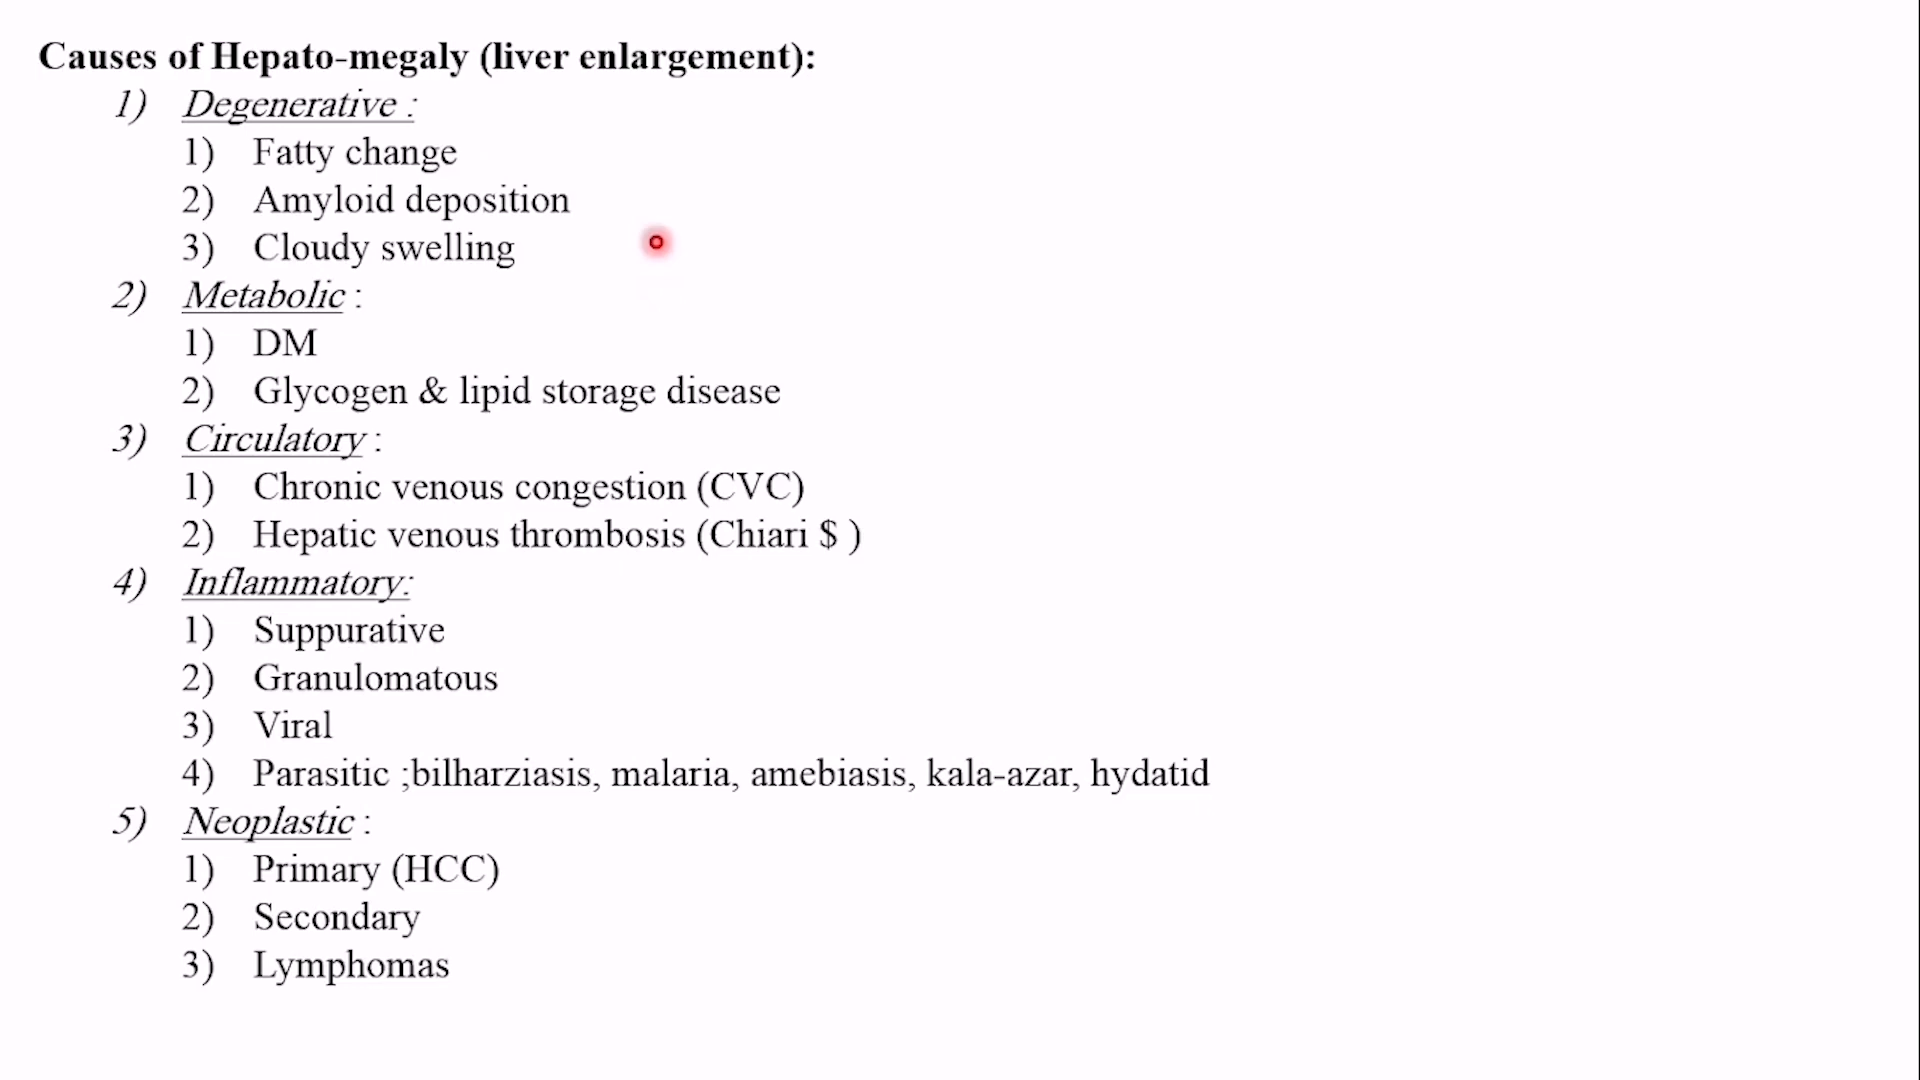 Causes of Hepato-megaly (liver enlargement):
1) Degenerative :
1) Fatty change
2) Amyloid deposition
3) Cloudy swelling
2) Metabolic :
1) DM
2) Glycogen & lipid storage disease
3) Circulatory :
1) Chronic venous congestion (CVC)
2) Hepatic venous thrombosis (Chiari $ )
4) Inflammatory:
1) Suppurative
2) Granulomatous
3) Viral
4) Parasitic ;bilharziasis, malaria, amebiasis, kala-azar, hydatid
5) Neoplastic :
1) Primary (HCC)
2) Secondary
3) Lymphomas